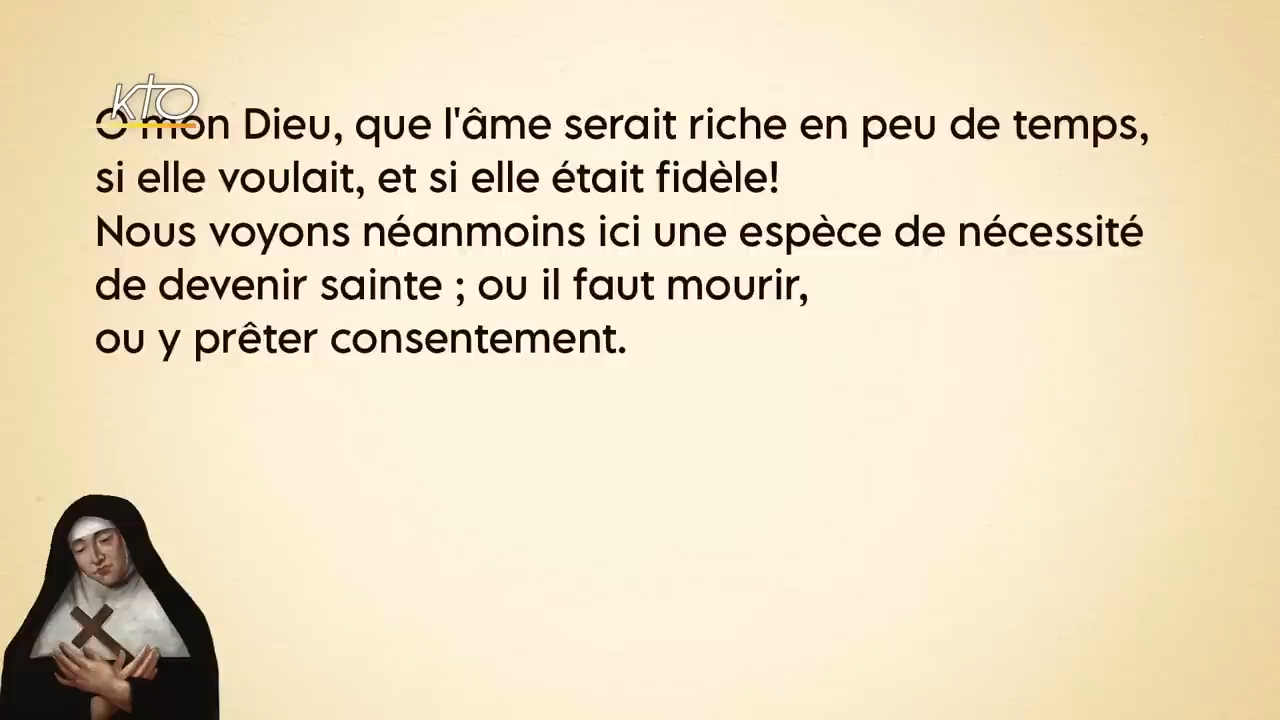 KTO
O mon Dieu, que l'âme serait riche en peu de temps,
si elle voulait, et si elle était fidèle!
Nous voyons néanmoins ici une espèce de nécessité
de devenir sainte ; ou il faut mourir,
ou y prêter consentement.